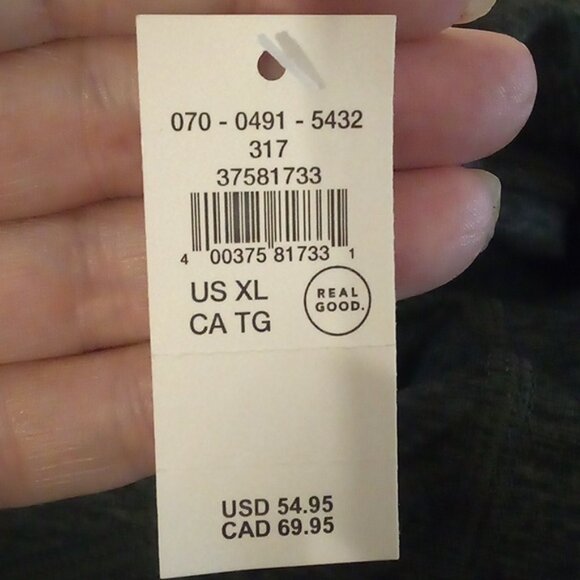 070 - 0491 - 5432
317
37581733
4 00375 81733 1
US XL
CA TG
REAL
GOOD.
USD 54.95
CAD 69.95